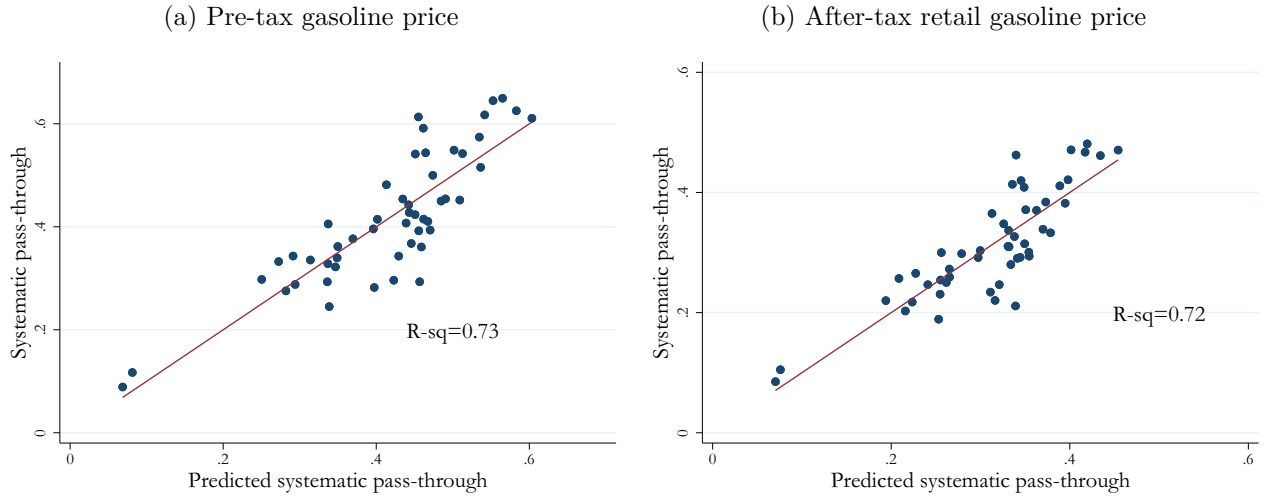 (a) Pre-tax gasoline price
Systematic pass-through
.6
.4
.2
0
R-sq=0.73
0 .2 .4 .6
Predicted systematic pass-through
(b) After-tax retail gasoline price
Systematic pass-through
.6
.4
.2
0
R-sq=0.72
0 .2 .4 .6
Predicted systematic pass-through